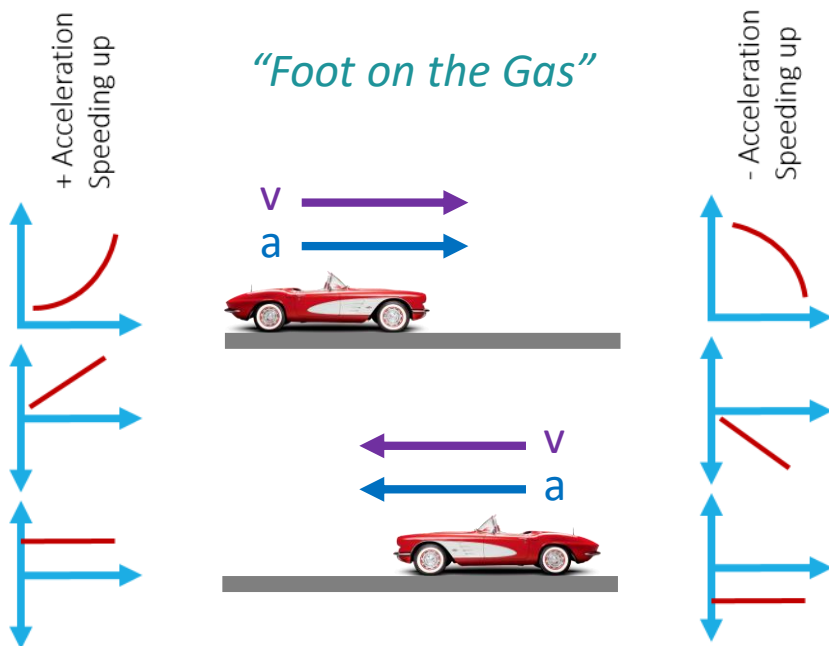 + Acceleration
Speeding up
“Foot on the Gas”
- Acceleration
Speeding up
v
a
v
a